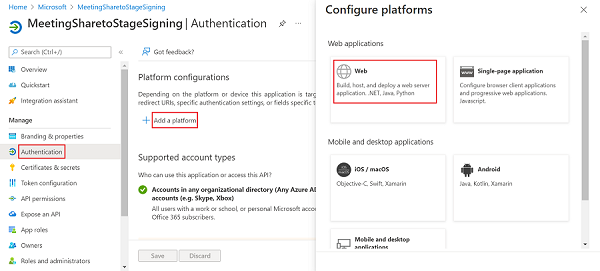 Home > Microsoft > MeetingSharetoStageSigning
MeetingSharetoStageSigning | Authentication
Search (Ctrl+/)
Overview
Quickstart
Integration assistant
Manage
Branding & properties
Authentication
Certificates & secrets
Token configuration
API permissions
Expose an API
App roles
Owners
Roles and administrators
Got feedback?
Platform configurations
Depending on the platform or device this application is targ
redirect URIs, specific authentication settings, or fields specific t
+ Add a platform
Supported account types
Who can use this application or access this API?
Accounts in any organizational directory (Any Azure AD
accounts (e.g. Skype, Xbox)
All users with a work or school, or personal Microsoft accou
Office 365 subscribers.
Save
Discard
Configure platforms
Web applications
Web
Build, host, and deploy a web server
application. .NET, Java, Python
Single-page application
Configure browser client applications
and progressive web applications.
Javascript.
Mobile and desktop applications
iOS / macOS
Objective-C, Swift, Xamarin
Android
Java, Kotlin, Xamarin
Mobile and desktop
applications